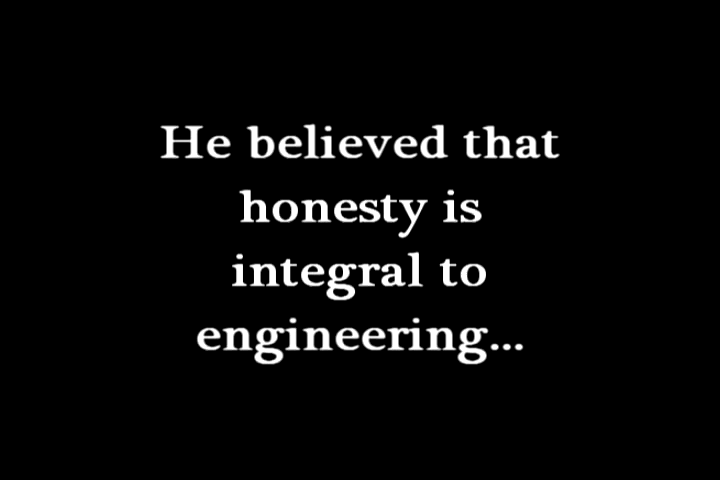 He believed that
honesty is
integral to
engineering...